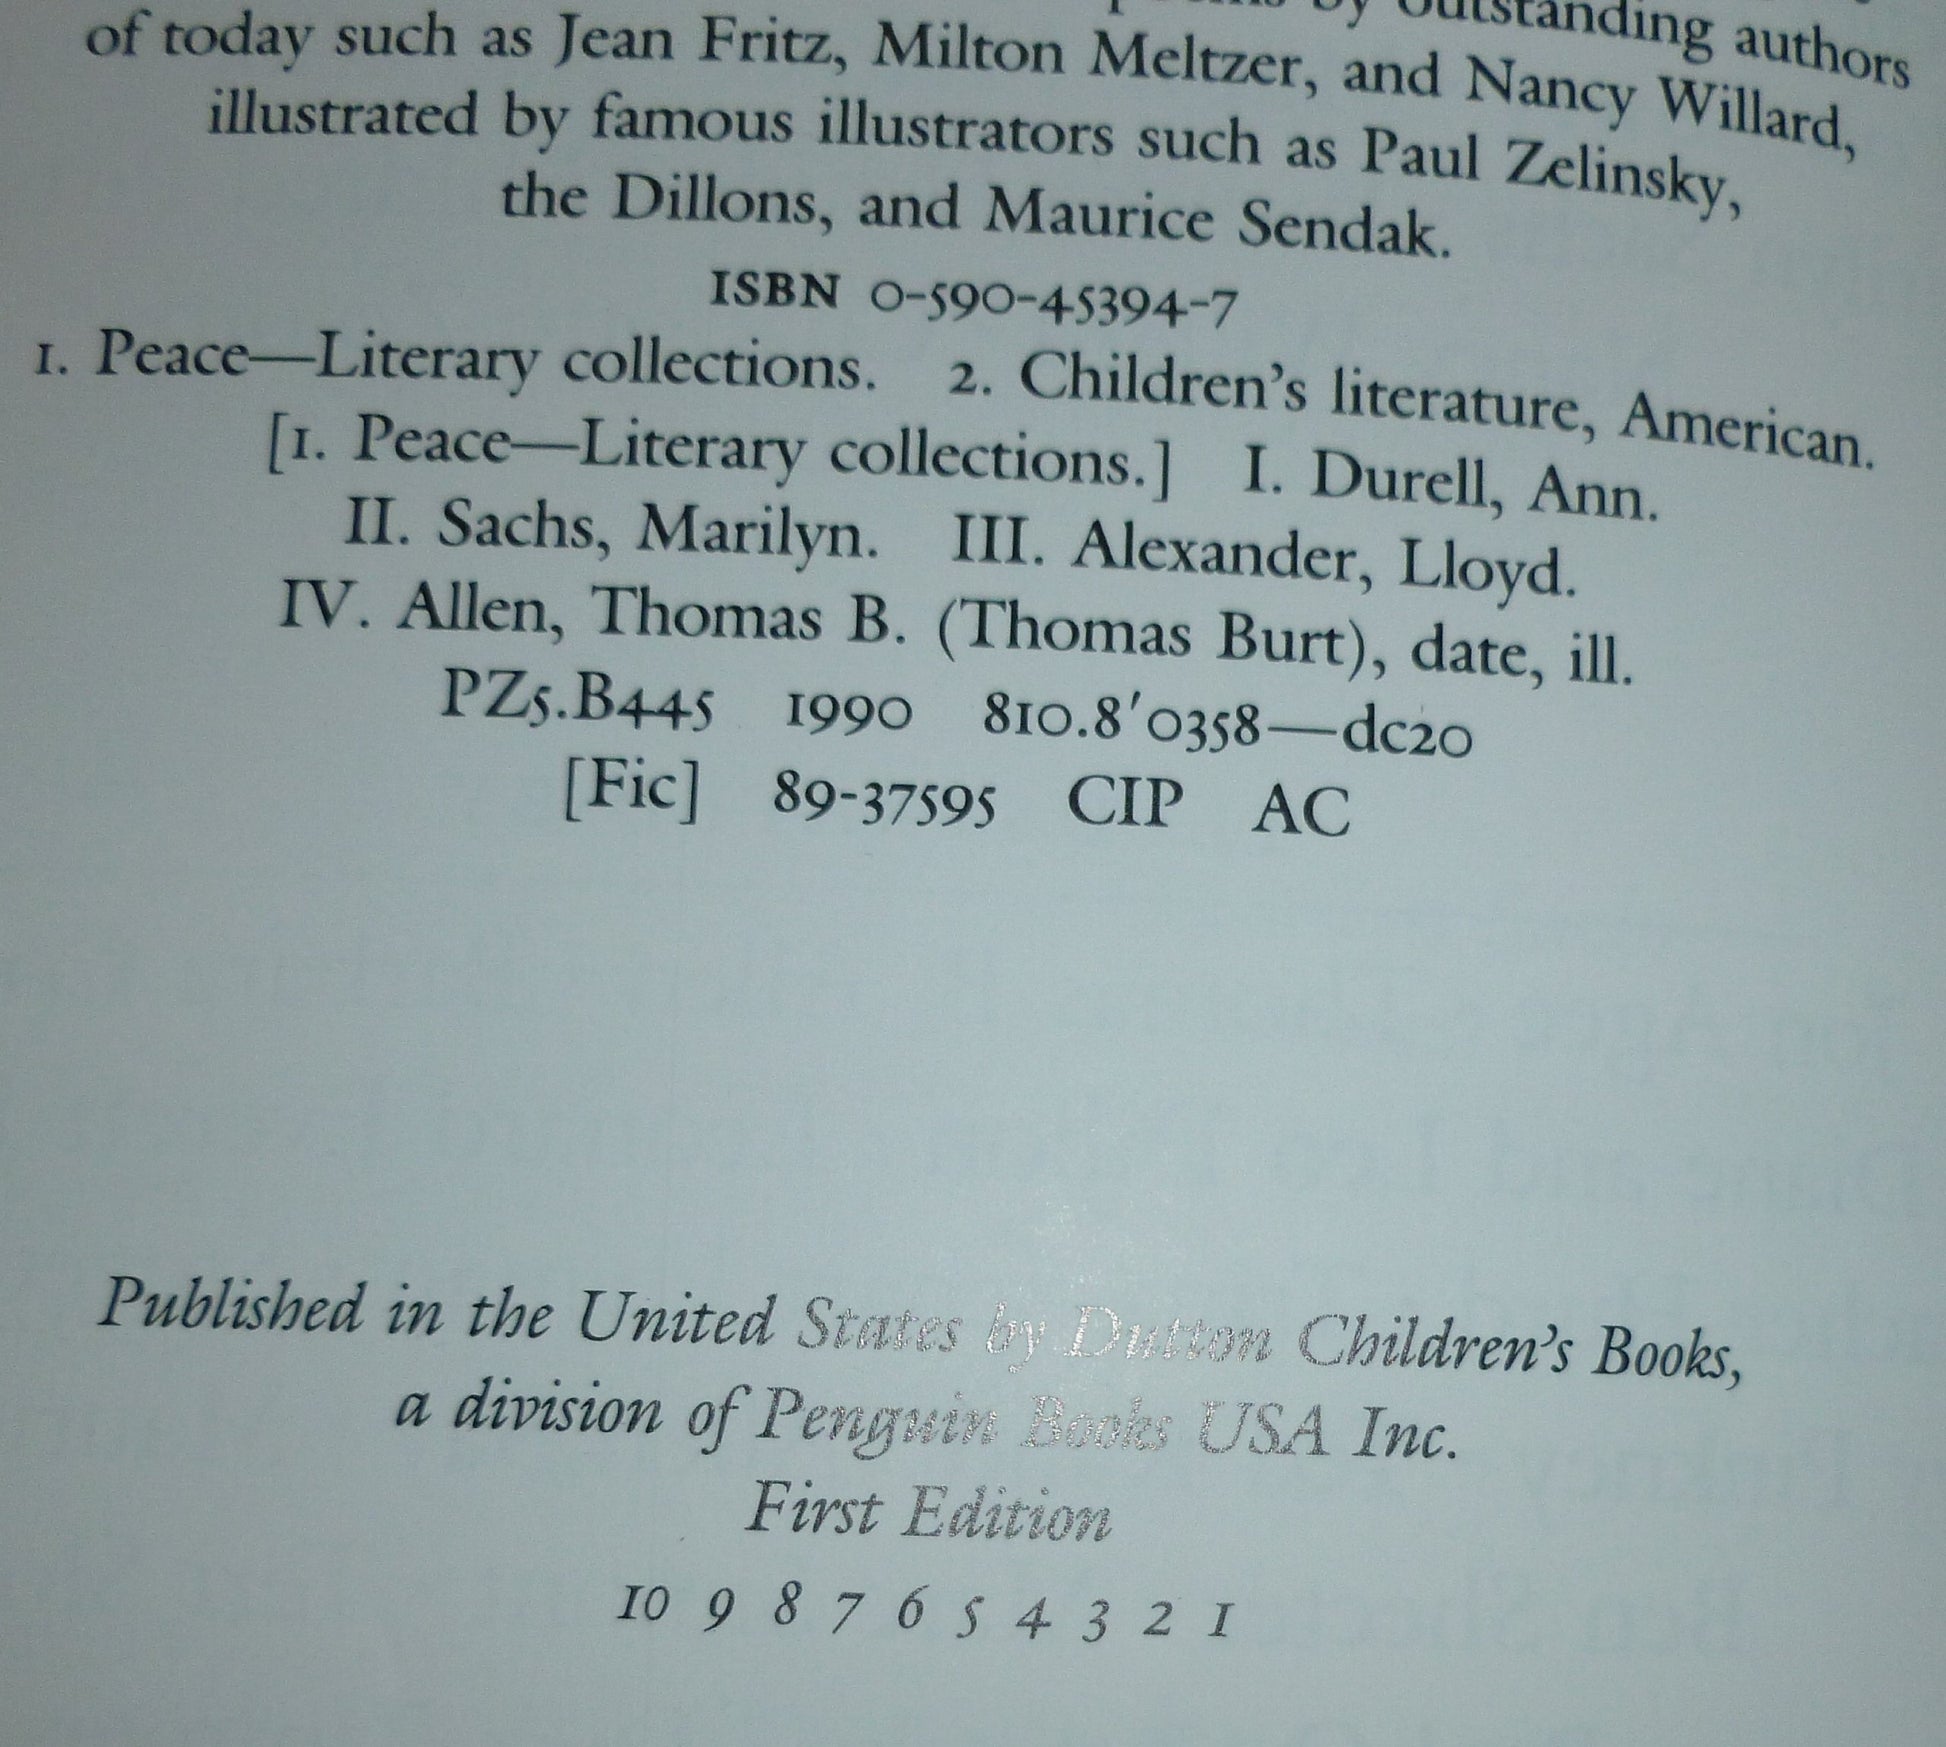 by outstanding authors
of today such as Jean Fritz, Milton Meltzer, and Nancy Willard,
illustrated by famous illustrators such as Paul Zelinsky,
the Dillons, and Maurice Sendak.
ISBN 0-590-45394-7
1. Peace—Literary collections. 2. Children's literature, American.
[1. Peace—Literary collections.] I. Durell, Ann.
II. Sachs, Marilyn. III. Alexander, Lloyd.
IV. Allen, Thomas B. (Thomas Burt), date, ill.
PZ5.B445 1990 810.8′0358—dc20
[Fic] 89-37595 CIP AC
Published in the United States by Dutton Children's Books,
a division of Penguin Books USA Inc.
First Edition
10 9 8 7 6 5 4 3 2 1